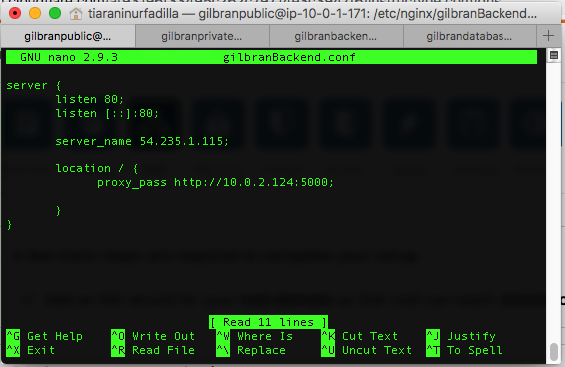 tiaraninurfadilla — gilbranpublic@ip-10-0-1-171: /etc/nginx/gilbranBackend...
gilbranpublic@... gilbranprivate... gilbranbacken... gilbrandatabas...
GNU nano 2.9.3 gilbranBackend.conf
server {
listen 80;
listen [::]:80;
server_name 54.235.1.115;
location / {
proxy_pass http://10.0.2.124:5000;
}
}
[ Read 11 lines ]
^G Get Help ^O Write Out ^W Where Is ^K Cut Text ^J Justify
^X Exit ^R Read File ^\ Replace ^U Uncut Text ^T To Spell